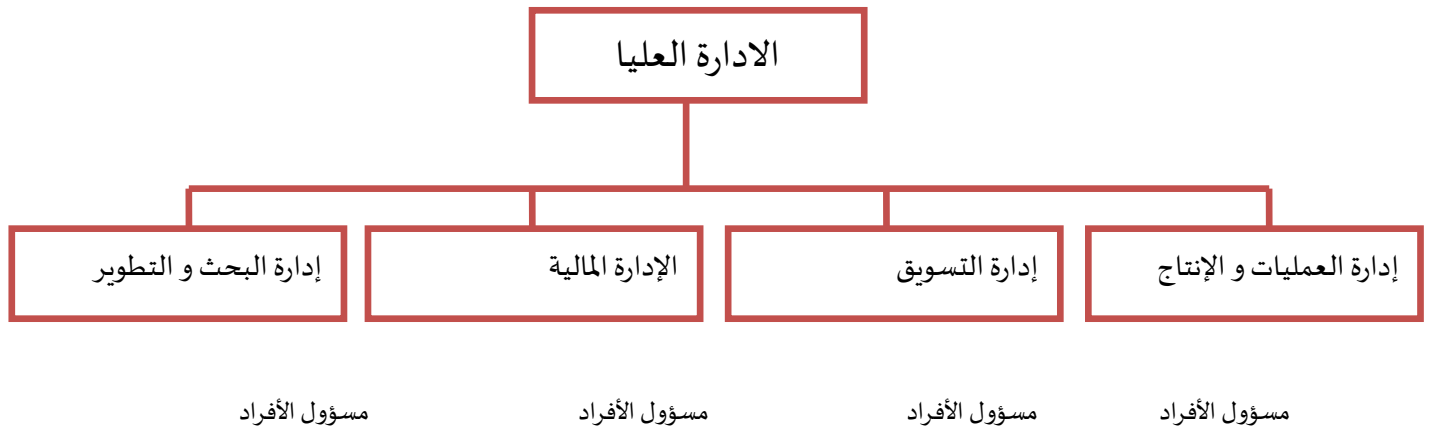 الادارة العليا
إدارة العمليات و الإنتاج
إدارة التسويق
الإدارة المالية
إدارة البحث و التطوير
مسؤول الأفراد
مسؤول الأفراد
مسؤول الأفراد
مسؤول الأفراد